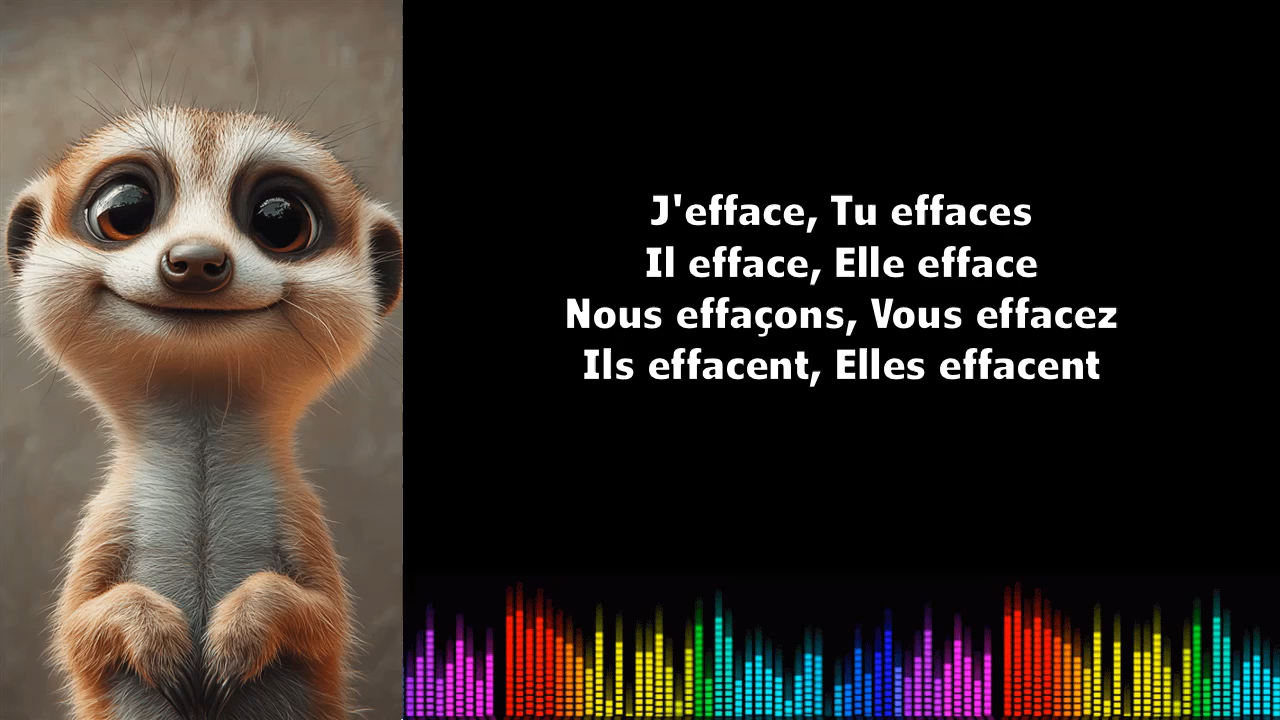 J'efface, Tu effaces
Il efface, Elle efface
Nous effaçons, Vous effacez
Ils effacent, Elles effacent